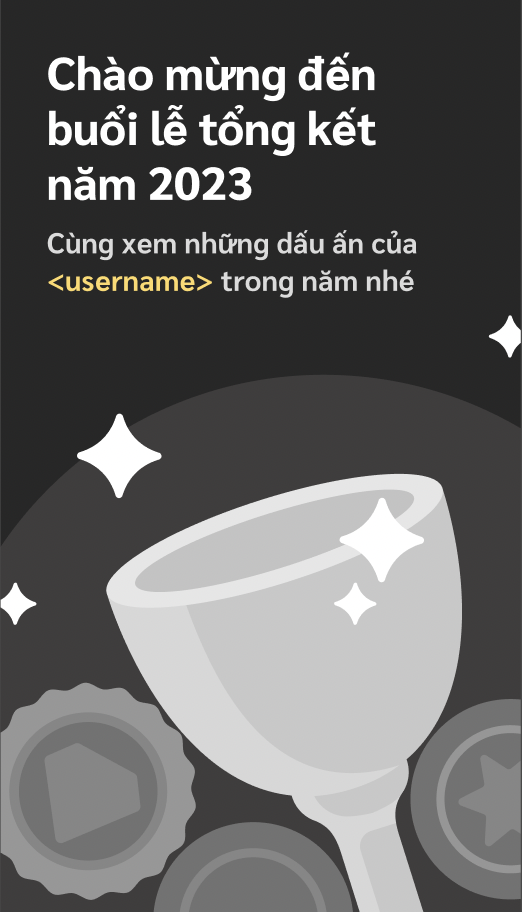 Chào mừng đến
buổi lễ tổng kết
năm 2023
Cùng xem những dấu ấn của
<username> trong năm nhé